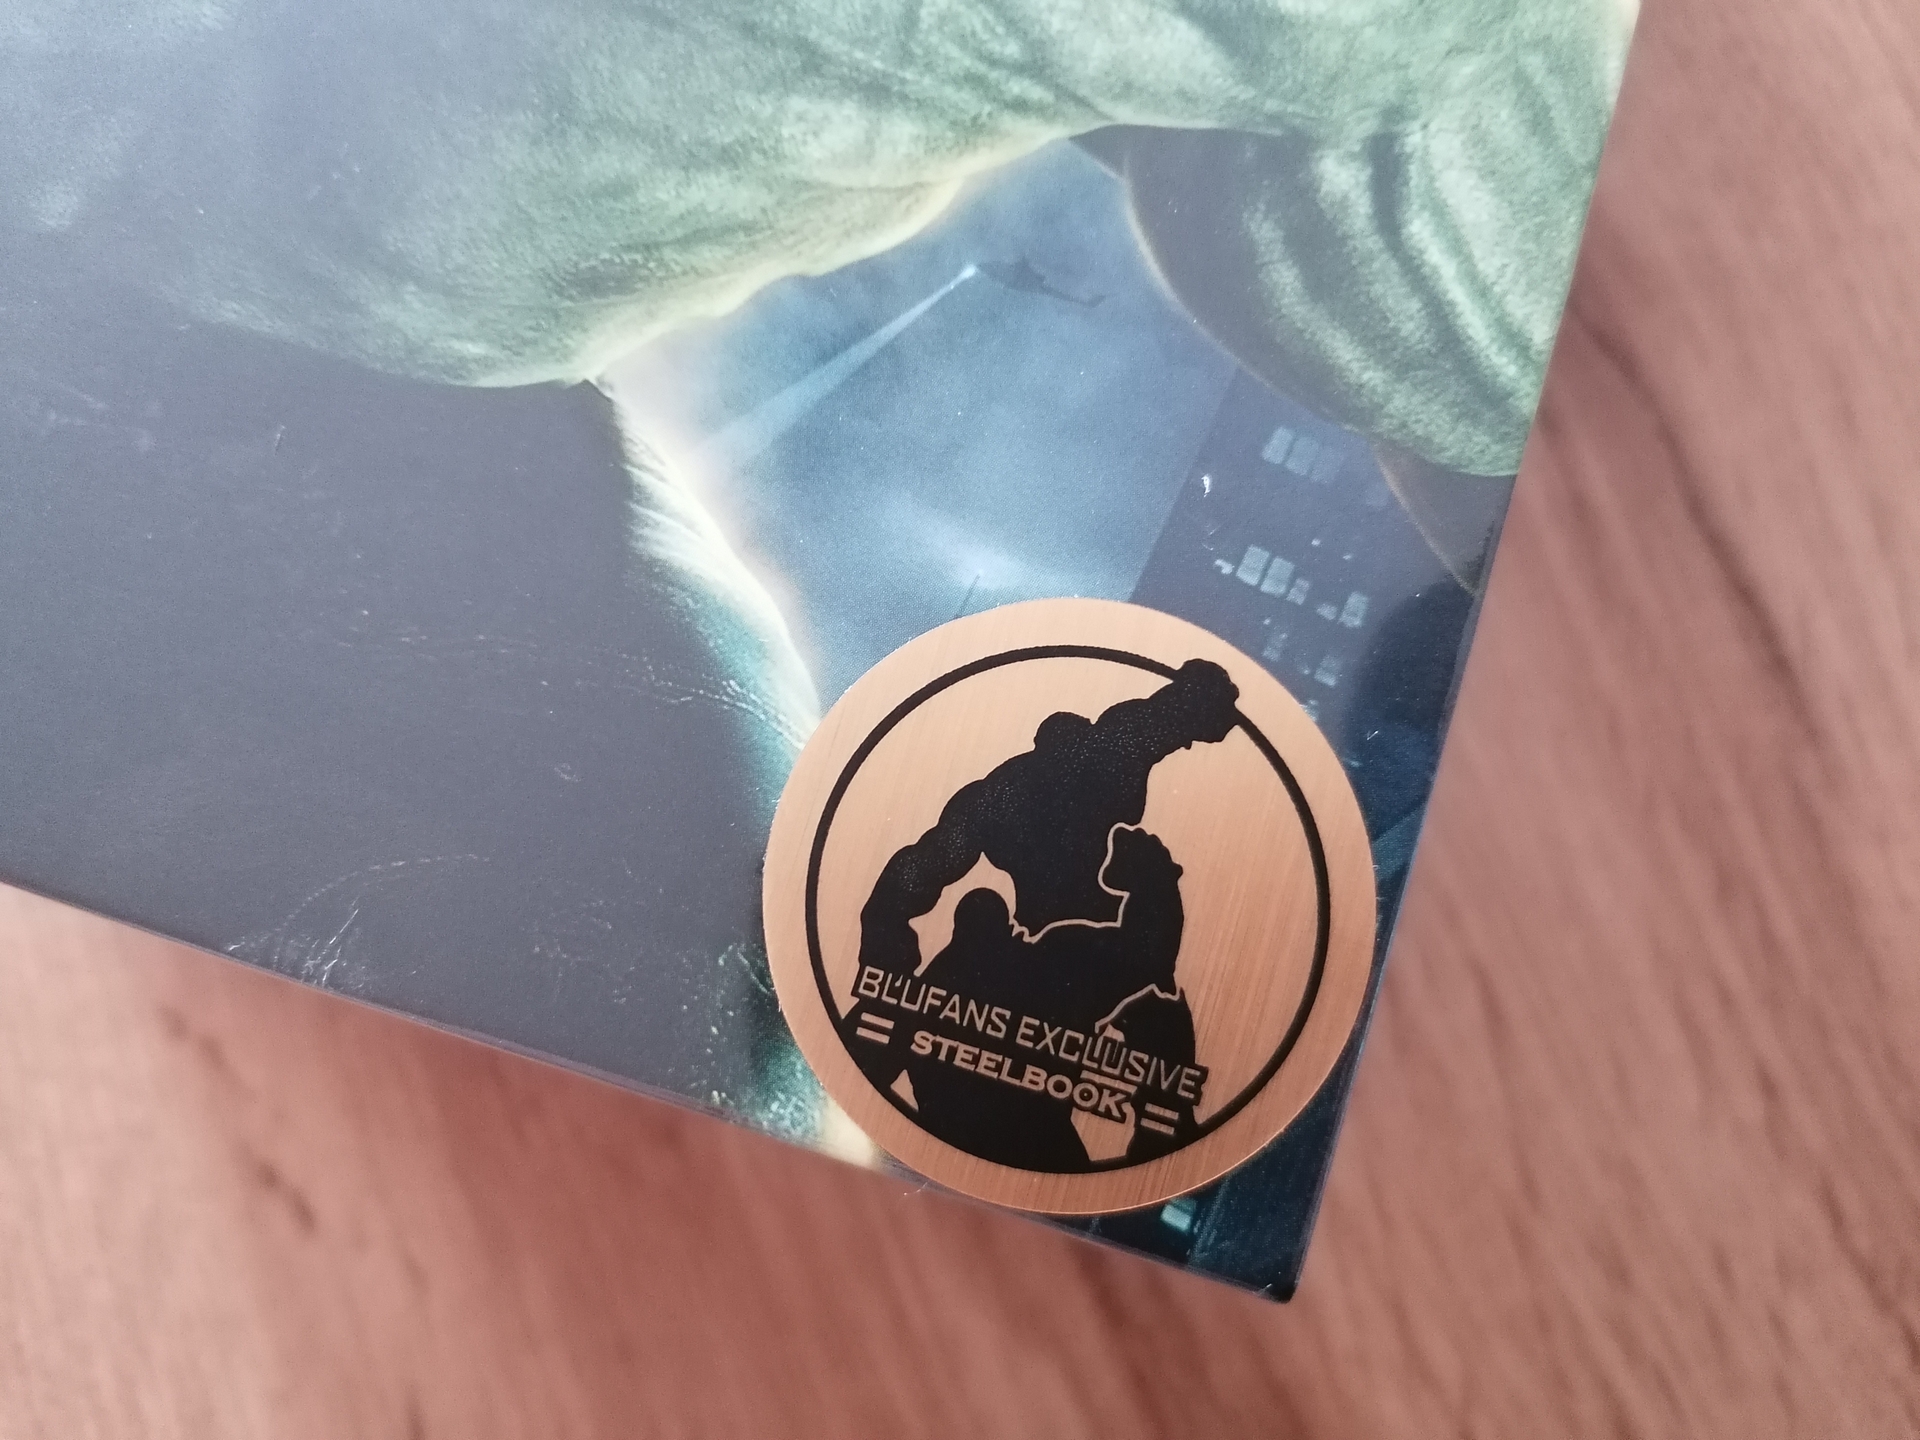 BLUFANS EXCLUSIVE
= STEELBOOK =